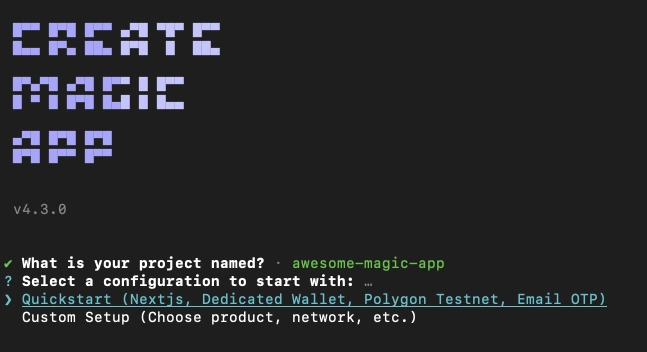 CREATE
MAGIC
APP
v4.3.0
✔ What is your project named? · awesome-magic-app
? Select a configuration to start with: …
❯ Quickstart (Nextjs, Dedicated Wallet, Polygon Testnet, Email OTP)
Custom Setup (Choose product, network, etc.)